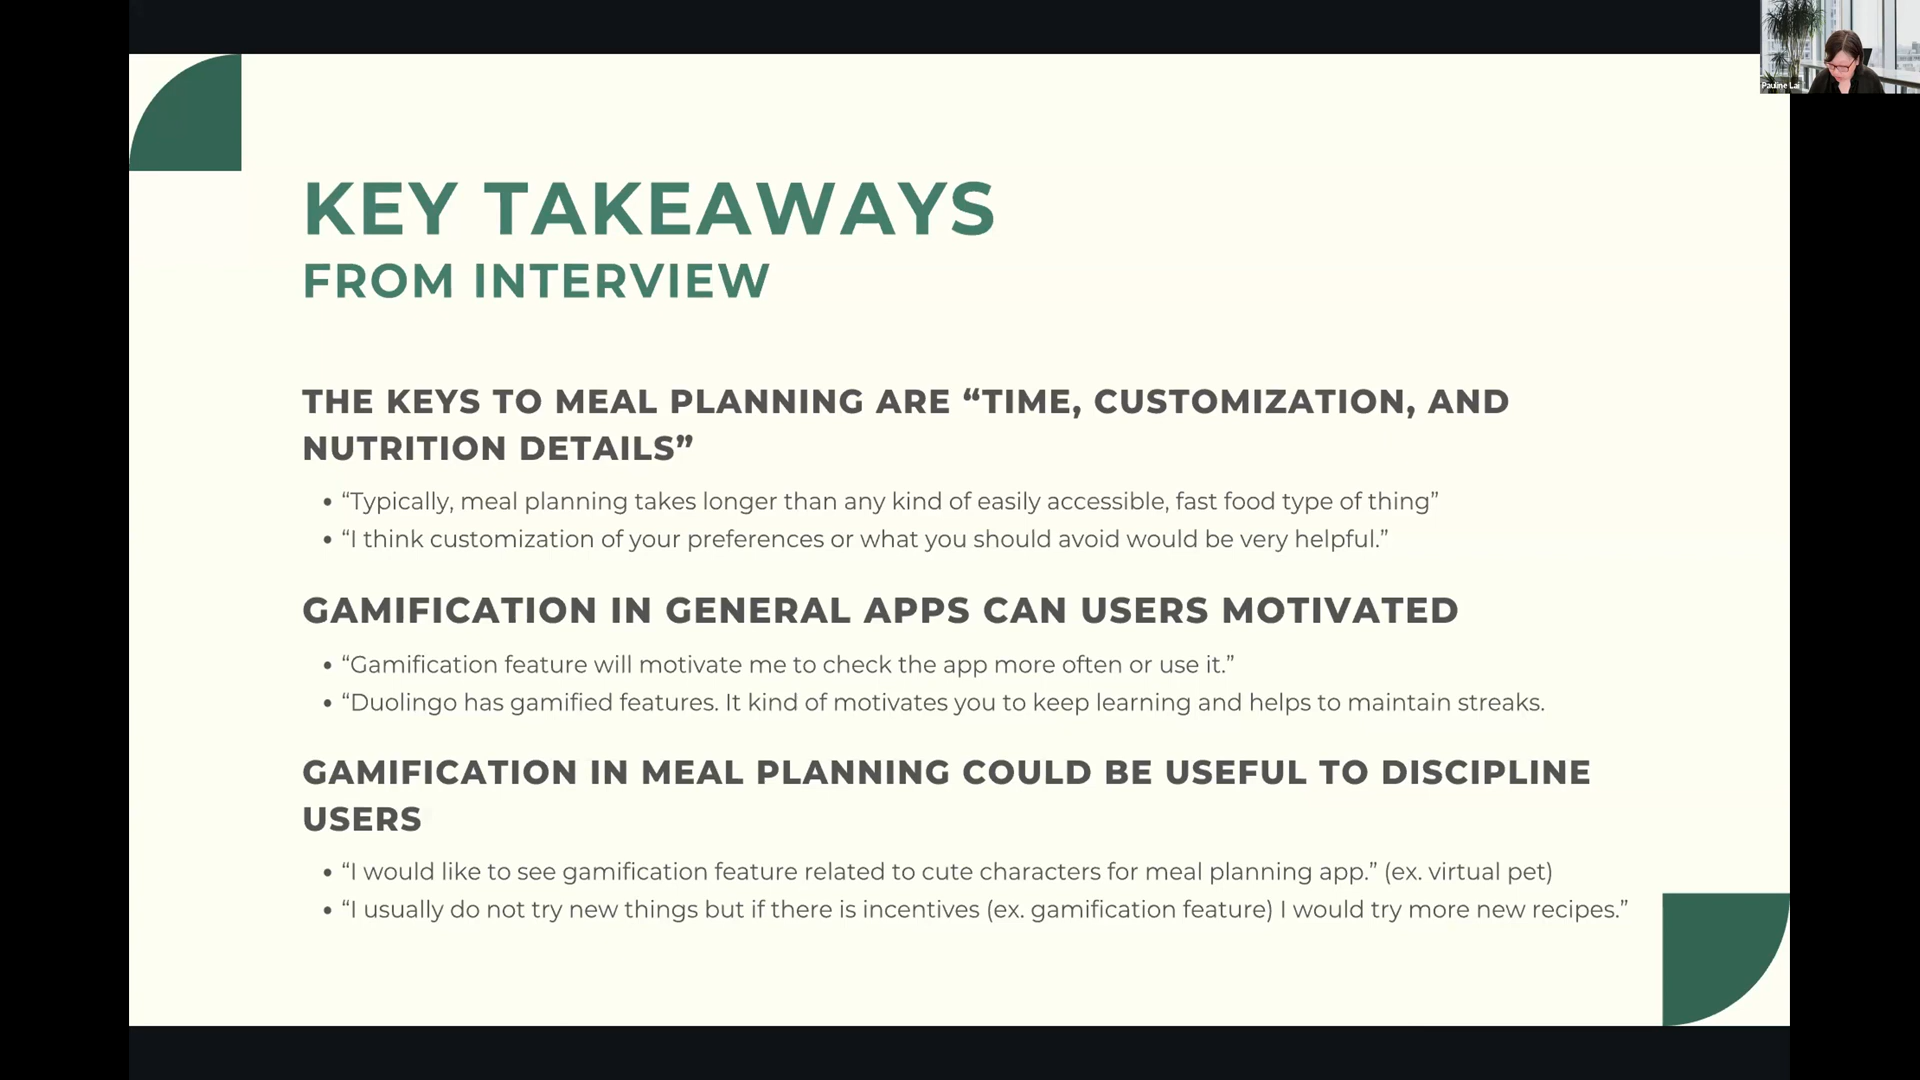 Pauline Lai
KEY TAKEAWAYS
FROM INTERVIEW
THE KEYS TO MEAL PLANNING ARE “TIME, CUSTOMIZATION, AND
NUTRITION DETAILS”
• “Typically, meal planning takes longer than any kind of easily accessible, fast food type of thing”
• “I think customization of your preferences or what you should avoid would be very helpful.”
GAMIFICATION IN GENERAL APPS CAN USERS MOTIVATED
• “Gamification feature will motivate me to check the app more often or use it.”
• “Duolingo has gamified features. It kind of motivates you to keep learning and helps to maintain streaks.
GAMIFICATION IN MEAL PLANNING COULD BE USEFUL TO DISCIPLINE
USERS
• “I would like to see gamification feature related to cute characters for meal planning app.” (ex. virtual pet)
• “I usually do not try new things but if there is incentives (ex. gamification feature) I would try more new recipes.”